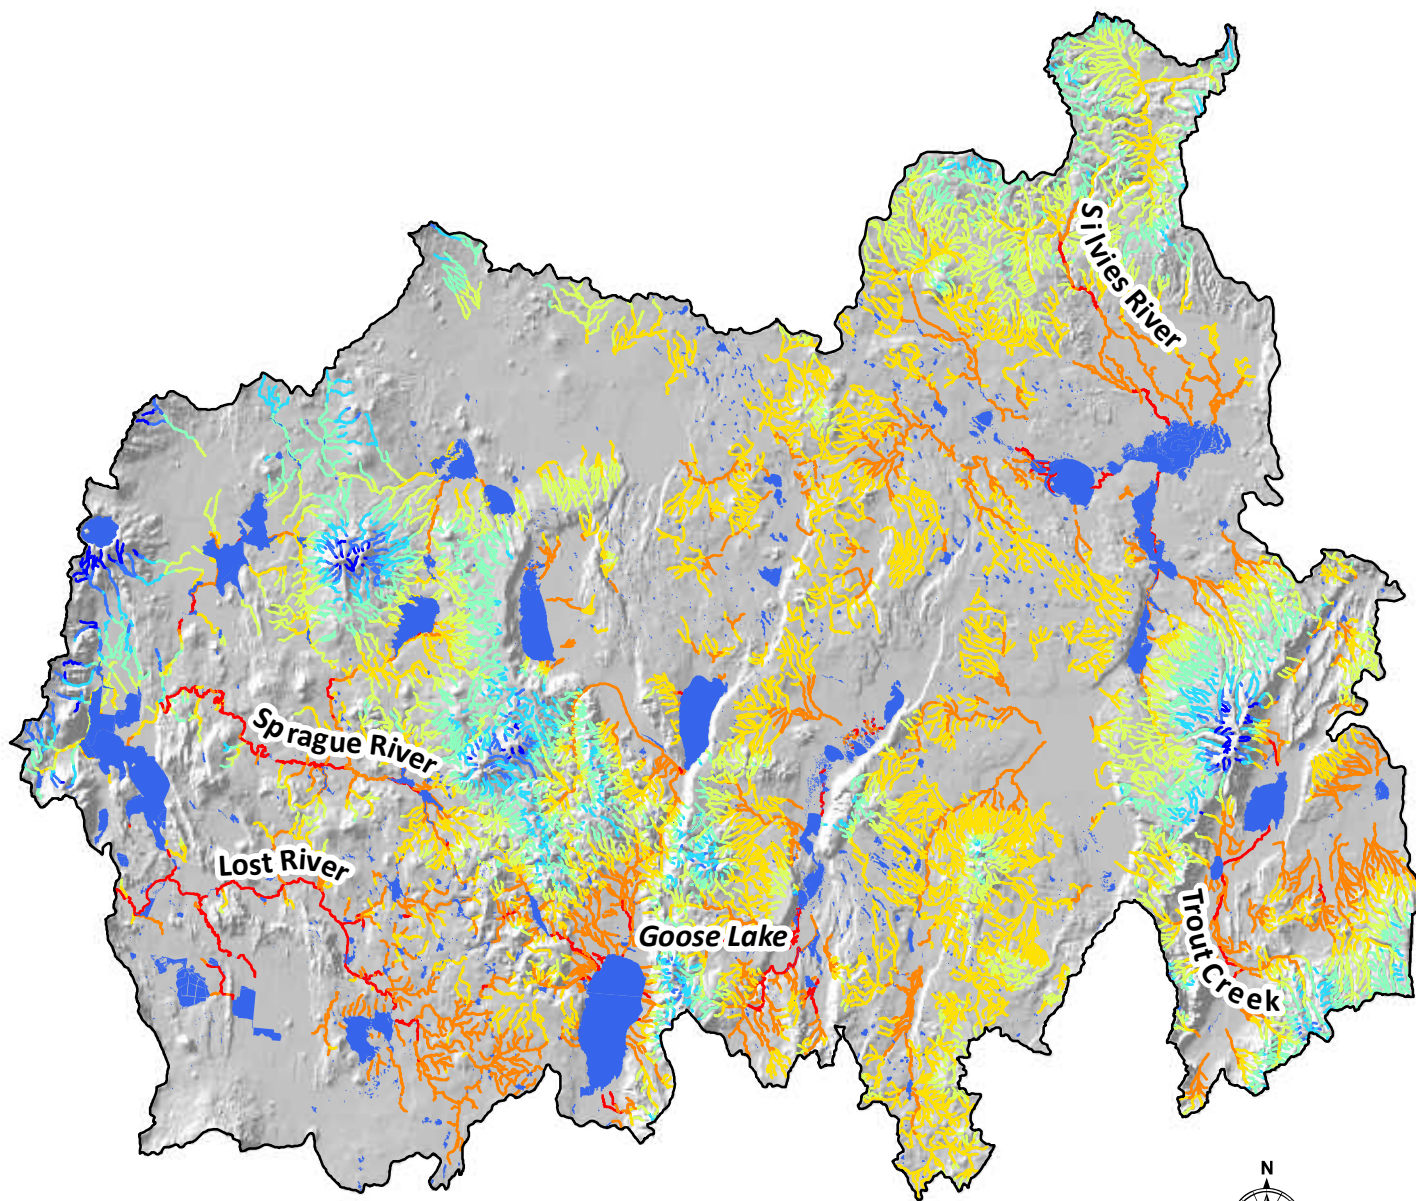 Silvies River
Sprague River
Lost River
Goose Lake
Trout Creek
N